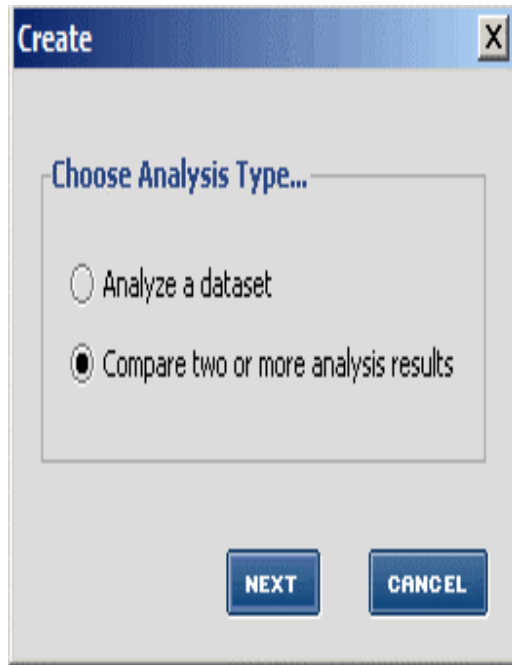 Create
X
Choose Analysis Type...
Analyze a dataset
Compare two or more analysis results
NEXT
CANCEL